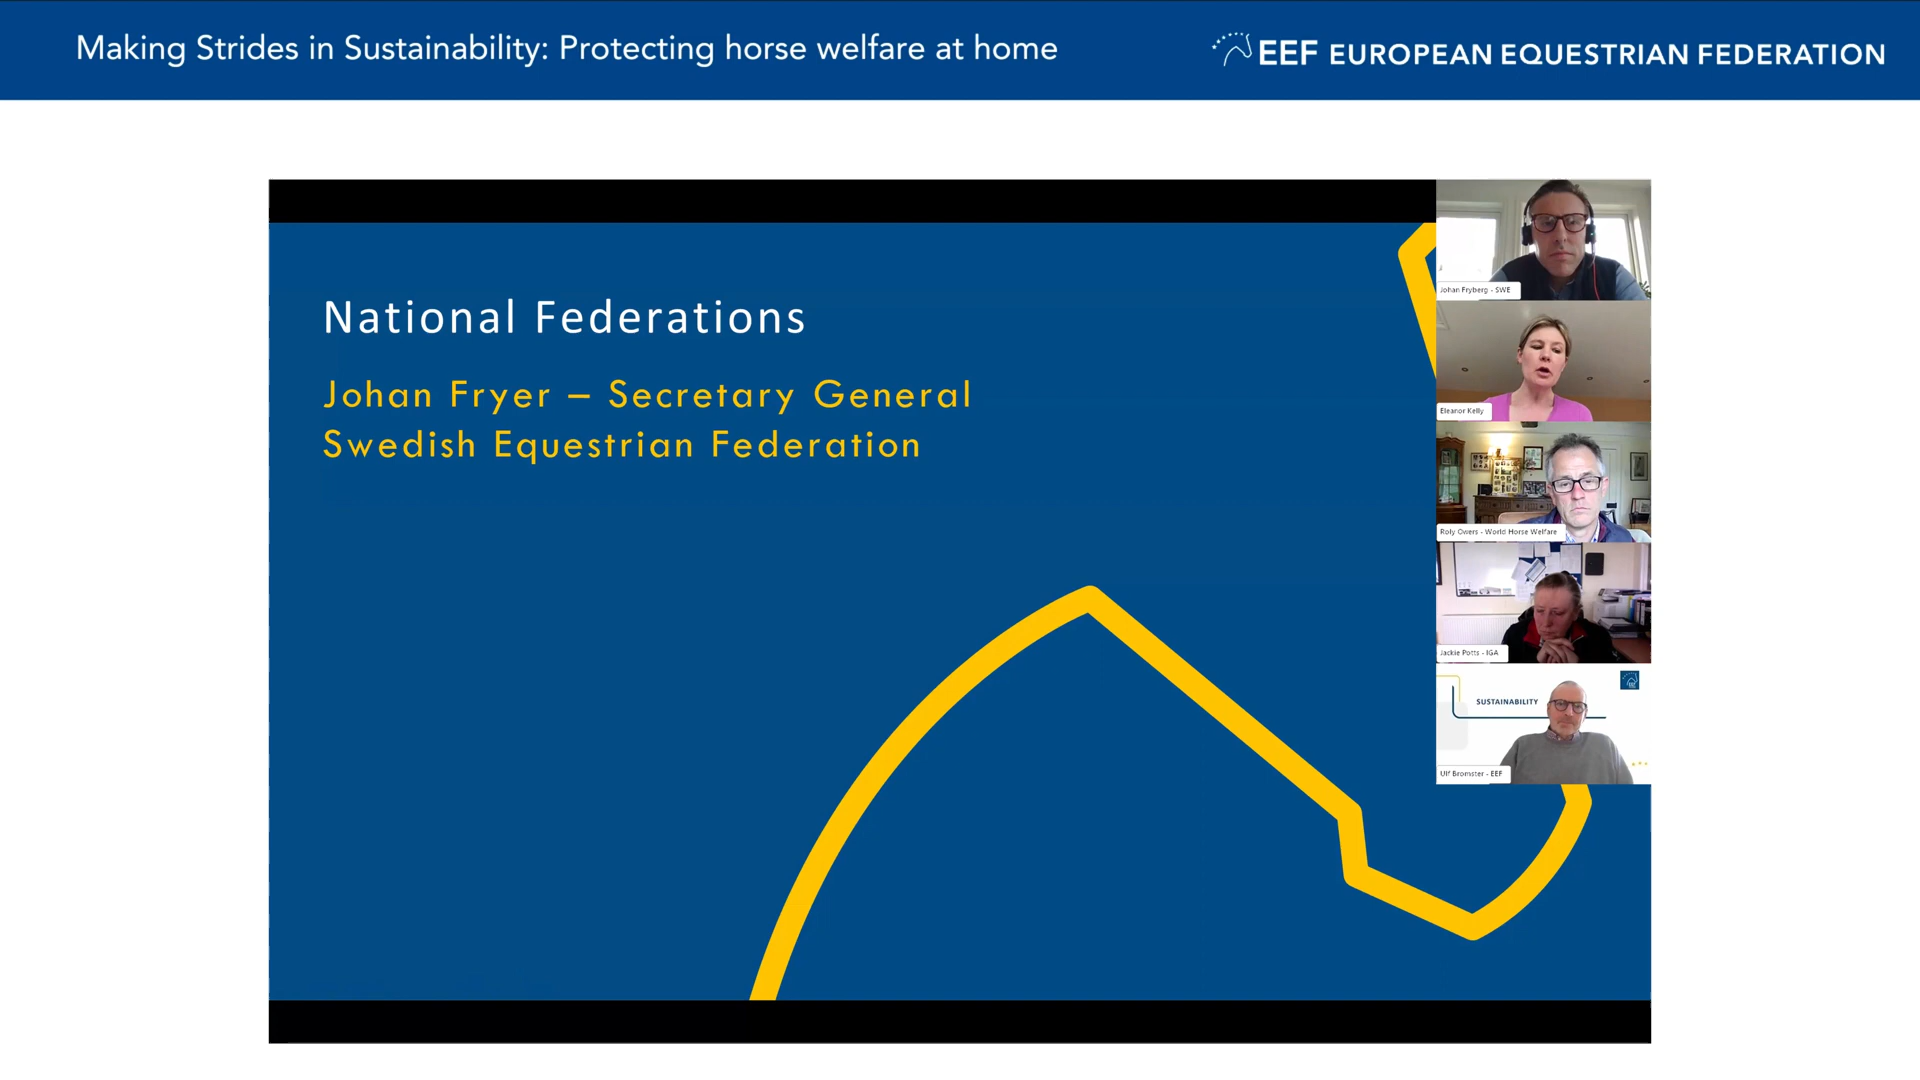 Making Strides in Sustainability: Protecting horse welfare at home
EEF EUROPEAN EQUESTRIAN FEDERATION
National Federations
Johan Fryer – Secretary General
Swedish Equestrian Federation
Johan Fryberg - SWE
Eleanor Kelly
Roly Owers - World Horse Welfare
Jackie Potts - IGA
SUSTAINABILITY
Ulf Bromster - EEF